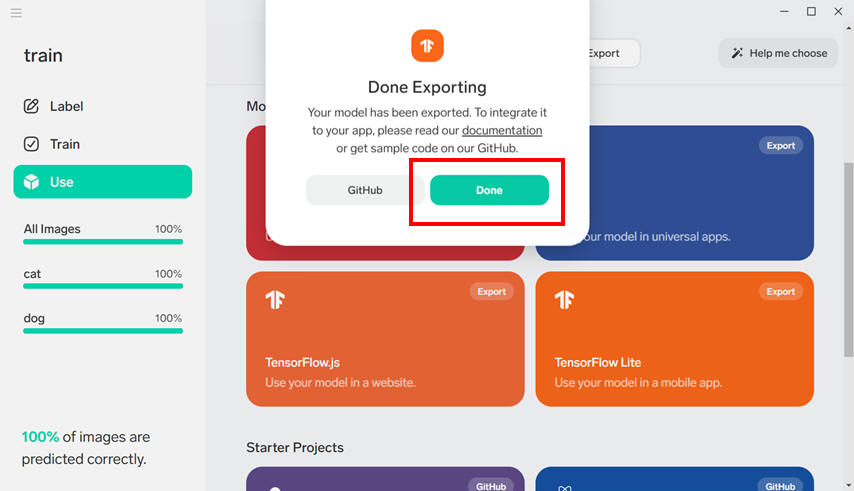 train
Label
Train
Use
All Images 100%
cat 100%
dog 100%
100% of images are
predicted correctly.
Export
Help me choose
Done Exporting
Your model has been exported. To integrate it
to your app, please read our documentation
or get sample code on our GitHub.
GitHub
Done
Mo
Export
your model in universal apps.
Export
TensorFlow.js
Use your model in a website.
Export
TensorFlow Lite
Use your model in a mobile app.
Starter Projects
GitHub
GitHub